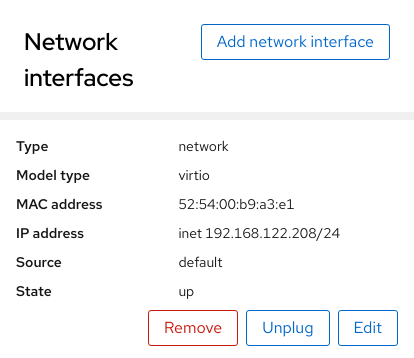 Network
interfaces
Add network interface
Type network
Model type virtio
MAC address 52:54:00:b9:a3:e1
IP address inet 192.168.122.208/24
Source default
State up
Remove Unplug Edit